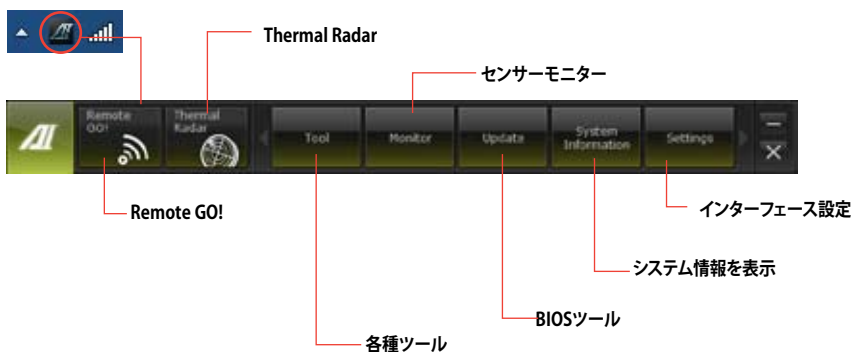 Thermal Radar
センサーモニター
Remote
GO!
Thermal
Radar
Tool
Monitor
Update
System
Information
Settings
Remote GO!
インターフェース設定
システム情報を表示
BIOSツール
各種ツール